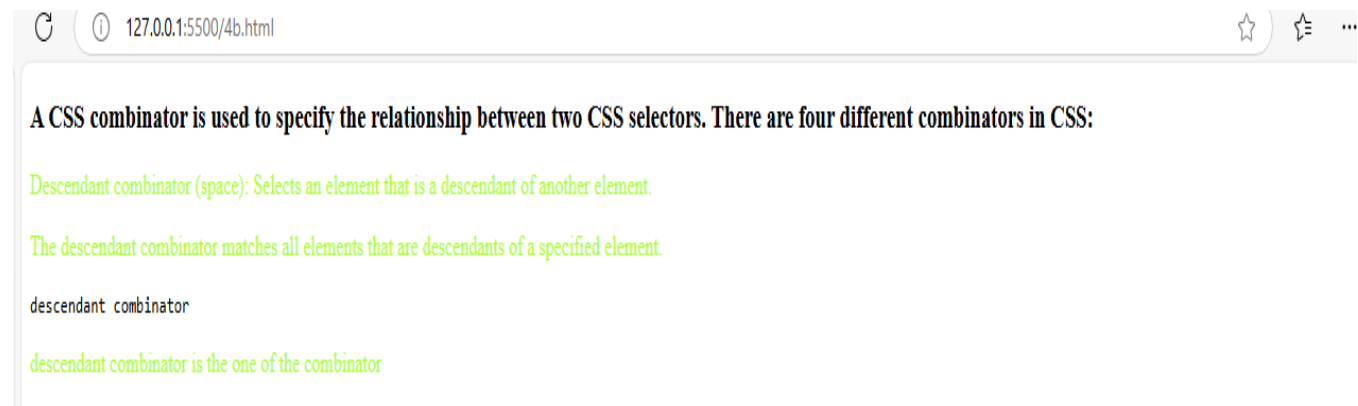 127.0.0.1:5500/4b.html
A CSS combinator is used to specify the relationship between two CSS selectors. There are four different combinators in CSS:
Descendant combinator (space): Selects an element that is a descendant of another element.
The descendant combinator matches all elements that are descendants of a specified element.
descendant combinator
descendant combinator is the one of the combinator